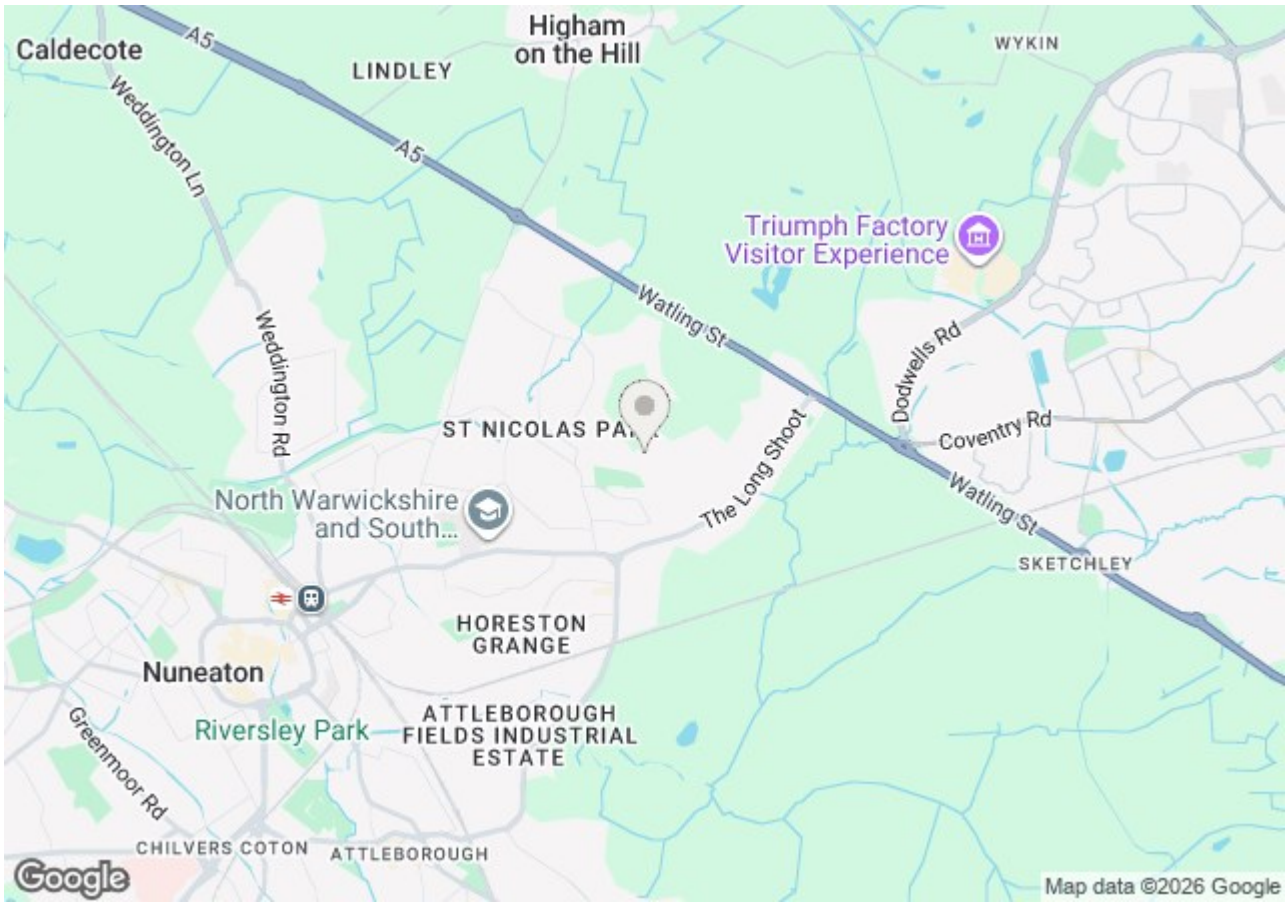 Higham
on the Hill
WYKIN
Caldecote
A5
LINDLEY
Weddington Ln
A5
Triumph Factory
Visitor Experience
Watling St
Weddington Rd
Dodwells Rd
ST NICOLAS PARK
Coventry Rd
The Long Shoot
North Warwickshire
and South...
Watling St
SKETCHLEY
HORESTON
GRANGE
Nuneaton
ATTLEBOROUGH
FIELDS INDUSTRIAL
ESTATE
Riversley Park
Greenmoor Rd
CHILVERS COTON
ATTLEBOROUGH
Google
Map data ©2026 Google